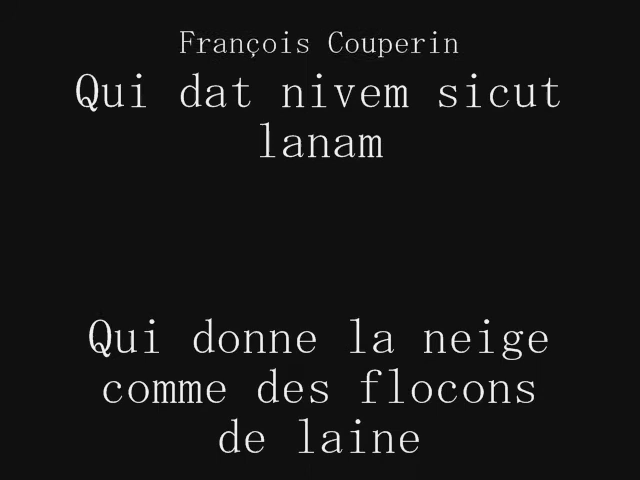 François Couperin
Qui dat nivem sicut
lanam
Qui donne la neige
comme des flocons
de laine